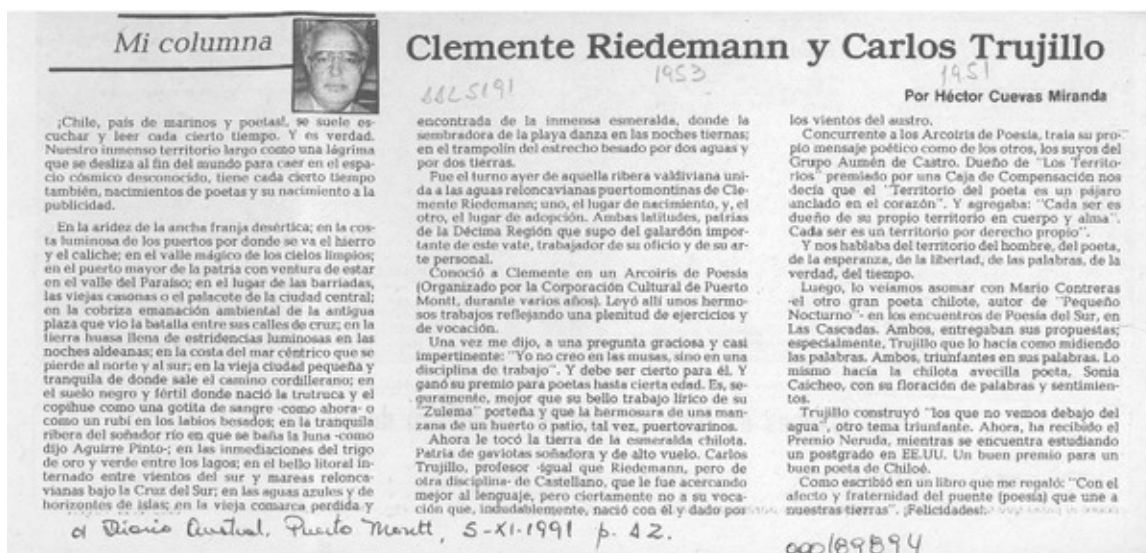 Mi columna
Clemente Riedemann y Carlos Trujillo
1953
1951
SSL5191
Por Héctor Cuevas Miranda
¡Chile, país de marinos y poetas!, se suele es-
cuchar y leer cada cierto tiempo. Y es verdad.
Nuestro inmenso territorio largo como una lágrima
que se desliza al fin del mundo para caer en el espa-
cio cósmico desconocido, tiene cada cierto tiempo
también, nacimientos de poetas y su nacimiento a la
publicidad.
En la aridez de la ancha franja desértica; en la cos-
ta luminosa de los puertos por donde se va el hierro
y el caliche; en el valle mágico de los cielos limpios;
en el puerto mayor de la patria con ventura de estar
en el valle del Paraíso; en el lugar de las barriadas,
las viejas casonas o el palacete de la ciudad central;
en la cobriza emanación ambiental de la antigua
plaza que vio la batalla entre sus calles de cruz; en la
tierra huasa llena de estridencias luminosas en las
noches aldeanas; en la costa del mar céntrico que se
pierde al norte y al sur; en la vieja ciudad pequeña y
tranquila de donde sale el camino cordillerano; en
el suelo negro y fértil donde nació la trutruca y el
copihue como una gotita de sangre -como ahora- o
como un rubí en los labios besados; en la tranquila
ribera del soñador río en que se baña la luna -como
dijo Aguirre Pinto-; en las inmediaciones del trigo
de oro y verde entre los lagos; en el bello litoral in-
ternado entre vientos del sur y mareas relonca-
vianas bajo la Cruz del Sur; en las aguas azules y de
horizontes de islas; en la vieja comarca perdida y
encontrada de la inmensa esmeralda, donde la
sembradora de la playa danza en las noches tiernas;
en el trampolín del estrecho besado por dos aguas y
por dos tierras.
Fue el turno ayer de aquella ribera valdiviana uni-
da a las aguas reloncavianas puertomontinas de Cle-
mente Riedemann; uno, el lugar de nacimiento, y, el
otro, el lugar de adopción. Ambas latitudes, patrias
de la Décima Región que supo del galardón impor-
tante de este vate, trabajador de su oficio y de su ar-
te personal.
Conoció a Clemente en un Arcoiris de Poesía
(Organizado por la Corporación Cultural de Puerto
Montt, durante varios años). Leyó allí unos hermo-
sos trabajos reflejando una plenitud de ejercicios y
de vocación.
Una vez me dijo, a una pregunta graciosa y casi
impertinente: "Yo no creo en las musas, sino en una
disciplina de trabajo". Y debe ser cierto para él. Y
ganó su premio para poetas hasta cierta edad. Es, se-
guramente, mejor que su bello trabajo lírico de su
"Zulema" porteña y que la hermosura de una man-
zana de un huerto o patio, tal vez, puertovarinos.
Ahora le tocó la tierra de la esmeralda chilota.
Patria de gaviotas soñadora y de alto vuelo. Carlos
Trujillo, profesor -igual que Riedemann, pero de
otra disciplina- de Castellano, que le fue acercando
mejor al lenguaje, pero ciertamente no a su voca-
ción que, indudablemente, nació con él y dado por
los vientos del austro.
Concurrente a los Arcoiris de Poesía, traía su pro-
pio mensaje poético como de los otros, los suyos del
Grupo Aumén de Castro. Dueño de "Los Territo-
rios" premiado por una Caja de Compensación nos
decía que el "Territorio del poeta es un pájaro
anclado en el corazón". Y agregaba: "Cada ser es
dueño de su propio territorio en cuerpo y alma".
Cada ser es un territorio por derecho propio".
Y nos hablaba del territorio del hombre, del poeta,
de la esperanza, de la libertad, de las palabras, de la
verdad, del tiempo.
Luego, lo veíamos asomar con Mario Contreras
-el otro gran poeta chilote, autor de "Pequeño
Nocturno"- en los encuentros de Poesía del Sur, en
Las Cascadas. Ambos, entregaban sus propuestas;
especialmente, Trujillo que lo hacía como midiendo
las palabras. Ambos, triunfantes en sus palabras. Lo
mismo hacía la chilota avecilla poeta, Sonia
Caicheo, con su floración de palabras y sentimien-
tos.
Trujillo construyó "los que no vemos debajo del
agua", otro tema triunfante. Ahora, ha recibido el
Premio Neruda, mientras se encuentra estudiando
un postgrado en EE.UU. Un buen premio para un
buen poeta de Chiloé.
Como escribió en un libro que me regaló: "Con el
afecto y fraternidad del puente (poesía) que une a
nuestras tierras". ¡Felicidades!.
el Diario Austral, Puerto Montt, 5-XI-1991 p. A2.
000189894